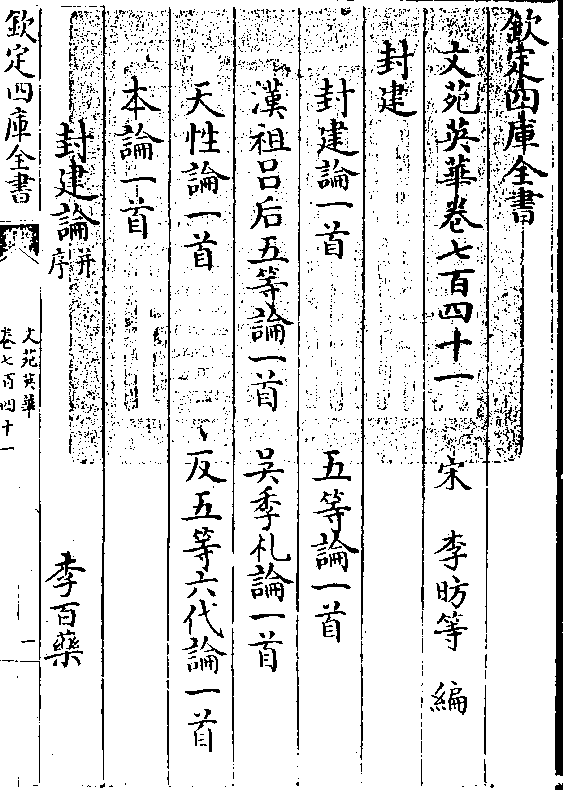 欽定四庫全書
文苑英華卷七百四十一
宋 李昉等 編
封建
封建論一首 五等論一首
漢祖呂后五等論一首 吳季札論一首
天性論一首 反五等六代論一首
本論一首
封建論并序 李百藥
欽定四庫全書
文苑英華
卷七百四十一
一